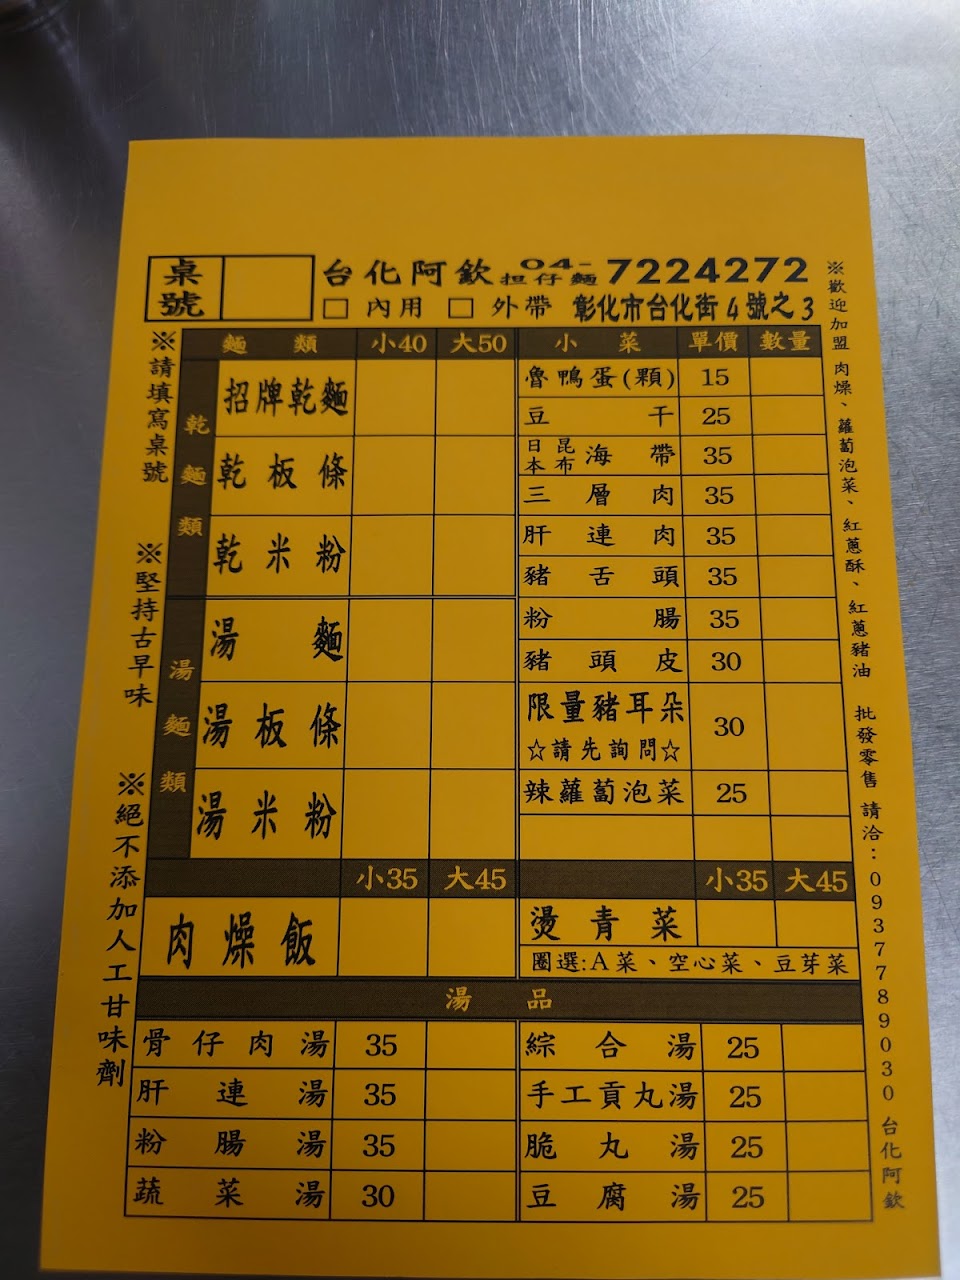 桌號
台化阿欽 04-7224272
担仔麵
□ 內用 □ 外帶 彰化市台化街4號之3
※請填寫桌號 ※堅持古早味 ※絕不添加人工甘味劑
麵類 小40 大50
乾麵類
招牌乾麵
乾板條
乾米粉
湯麵類
湯麵
湯板條
湯米粉
小35 大45
肉燥飯
小菜 單價 數量
魯鴨蛋(顆) 15
豆干 25
日本昆布海帶 35
三層肉 35
肝連肉 35
豬舌頭 35
粉腸 35
豬頭皮 30
限量豬耳朵 30
☆請先詢問☆
辣蘿蔔泡菜 25
小35 大45
燙青菜
圈選:A菜、空心菜、豆芽菜
湯品
骨仔肉湯 35 綜合湯 25
肝連湯 35 手工貢丸湯 25
粉腸湯 35 脆丸湯 25
蔬菜湯 30 豆腐湯 25
※歡迎加盟 肉燥、蘿蔔泡菜、紅蔥酥、紅蔥豬油 批發零售 請洽:0937789030 台化阿欽